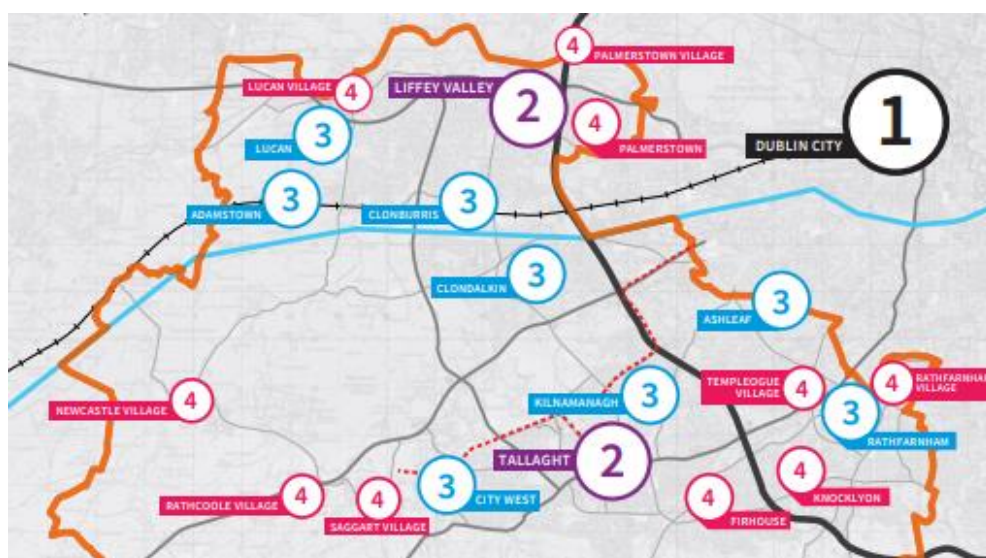 4
PALMERSTOWN VILLAGE
LUCAN VILLAGE
4
LIFFEY VALLEY
2
1
4
PALMERSTOWN
DUBLIN CITY
3
LUCAN
3
ADAMSTOWN
3
CLONBURRIS
3
CLONDALKIN
3
ASHLEAF
NEWCASTLE VILLAGE
4
KILNAMANAGH
3
TEMPLEOGUE
VILLAGE
4
4
RATHFARNHAM
VILLAGE
3
RATHFARNHAM
TALLAGHT
2
RATHCOOLE VILLAGE
4
4
SAGGART VILLAGE
3
CITY WEST
4
FIRHOUSE
4
KNOCKLYON